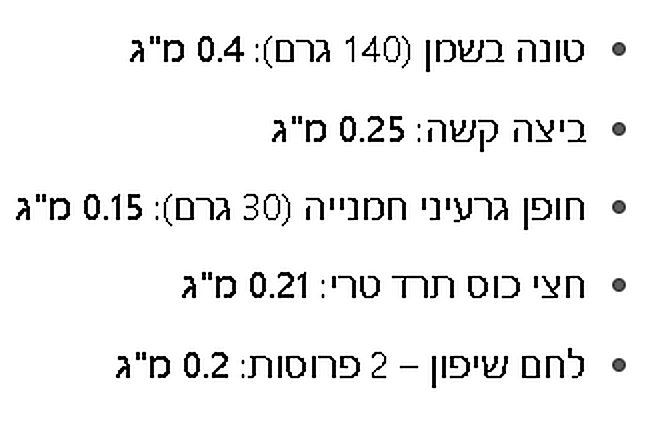 • טונה בשמן (140 גרם): 0.4 מ"ג
• ביצה קשה: 0.25 מ"ג
• חופן גרעיני חמנייה (30 גרם): 0.15 מ"ג
• חצי כוס תרד טרי: 0.21 מ"ג
• לחם שיפון – 2 פרוסות: 0.2 מ"ג